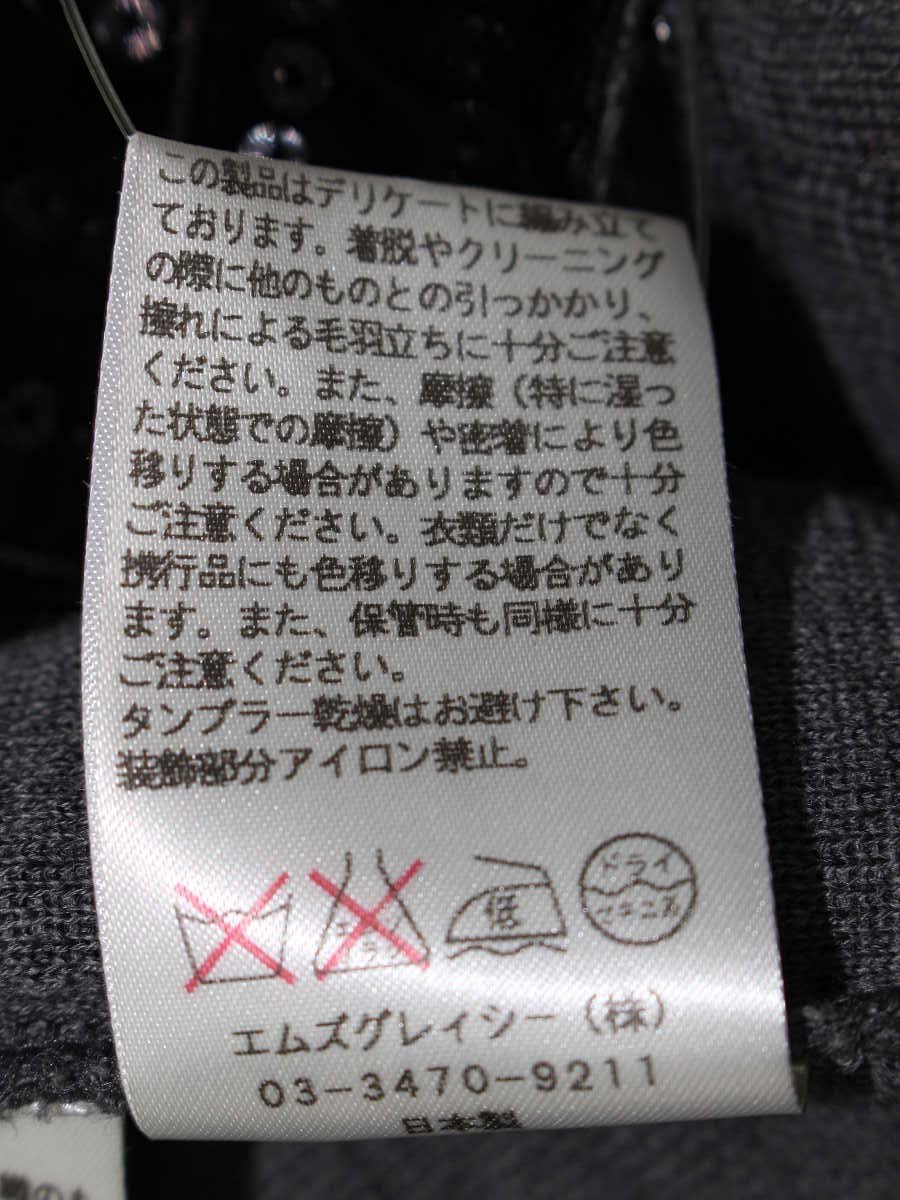 この製品はデリケートに編み立て
ております。着脱やクリーニング
の際に他のものとの引っかかり、
擦れによる毛羽立ちに十分ご注意
ください。また、摩擦（特に湿っ
た状態での摩擦）や密着により色
移りする場合がありますので十分
ご注意ください。衣類だけでなく
携行品にも色移りする場合があり
ます。また、保管時も同様に十分
ご注意ください。
タンブラー乾燥はお避け下さい。
装飾部分アイロン禁止。
エンソ
サラシ
低
ドライ
エムズグレイシー（株）
03-3470-9211
日本製